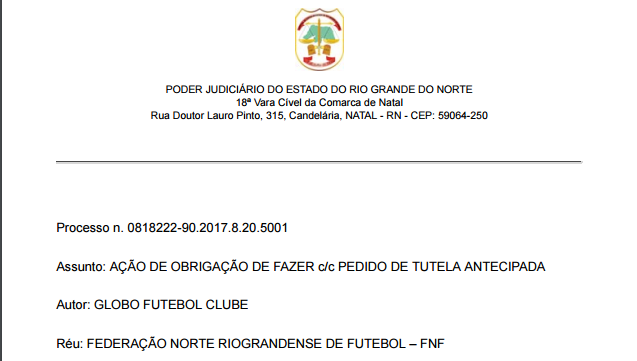 PODER JUDICIÁRIO DO ESTADO DO RIO GRANDE DO NORTE
18ª Vara Cível da Comarca de Natal
Rua Doutor Lauro Pinto, 315, Candelária, NATAL - RN - CEP: 59064-250
Processo n. 0818222-90.2017.8.20.5001
Assunto: AÇÃO DE OBRIGAÇÃO DE FAZER c/c PEDIDO DE TUTELA ANTECIPADA
Autor: GLOBO FUTEBOL CLUBE
Réu: FEDERAÇÃO NORTE RIOGRANDENSE DE FUTEBOL – FNF